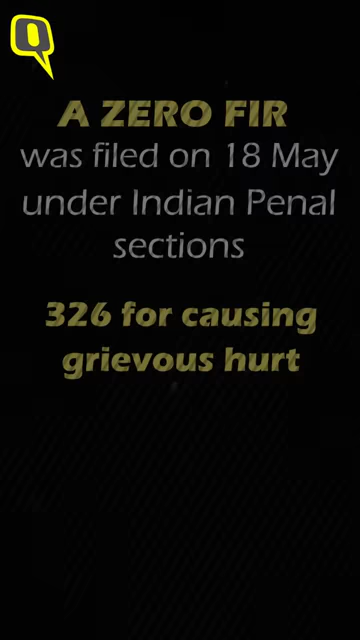 Q
A ZERO FIR
was filed on 18 May
under Indian Penal
sections
326 for causing
grievous hurt